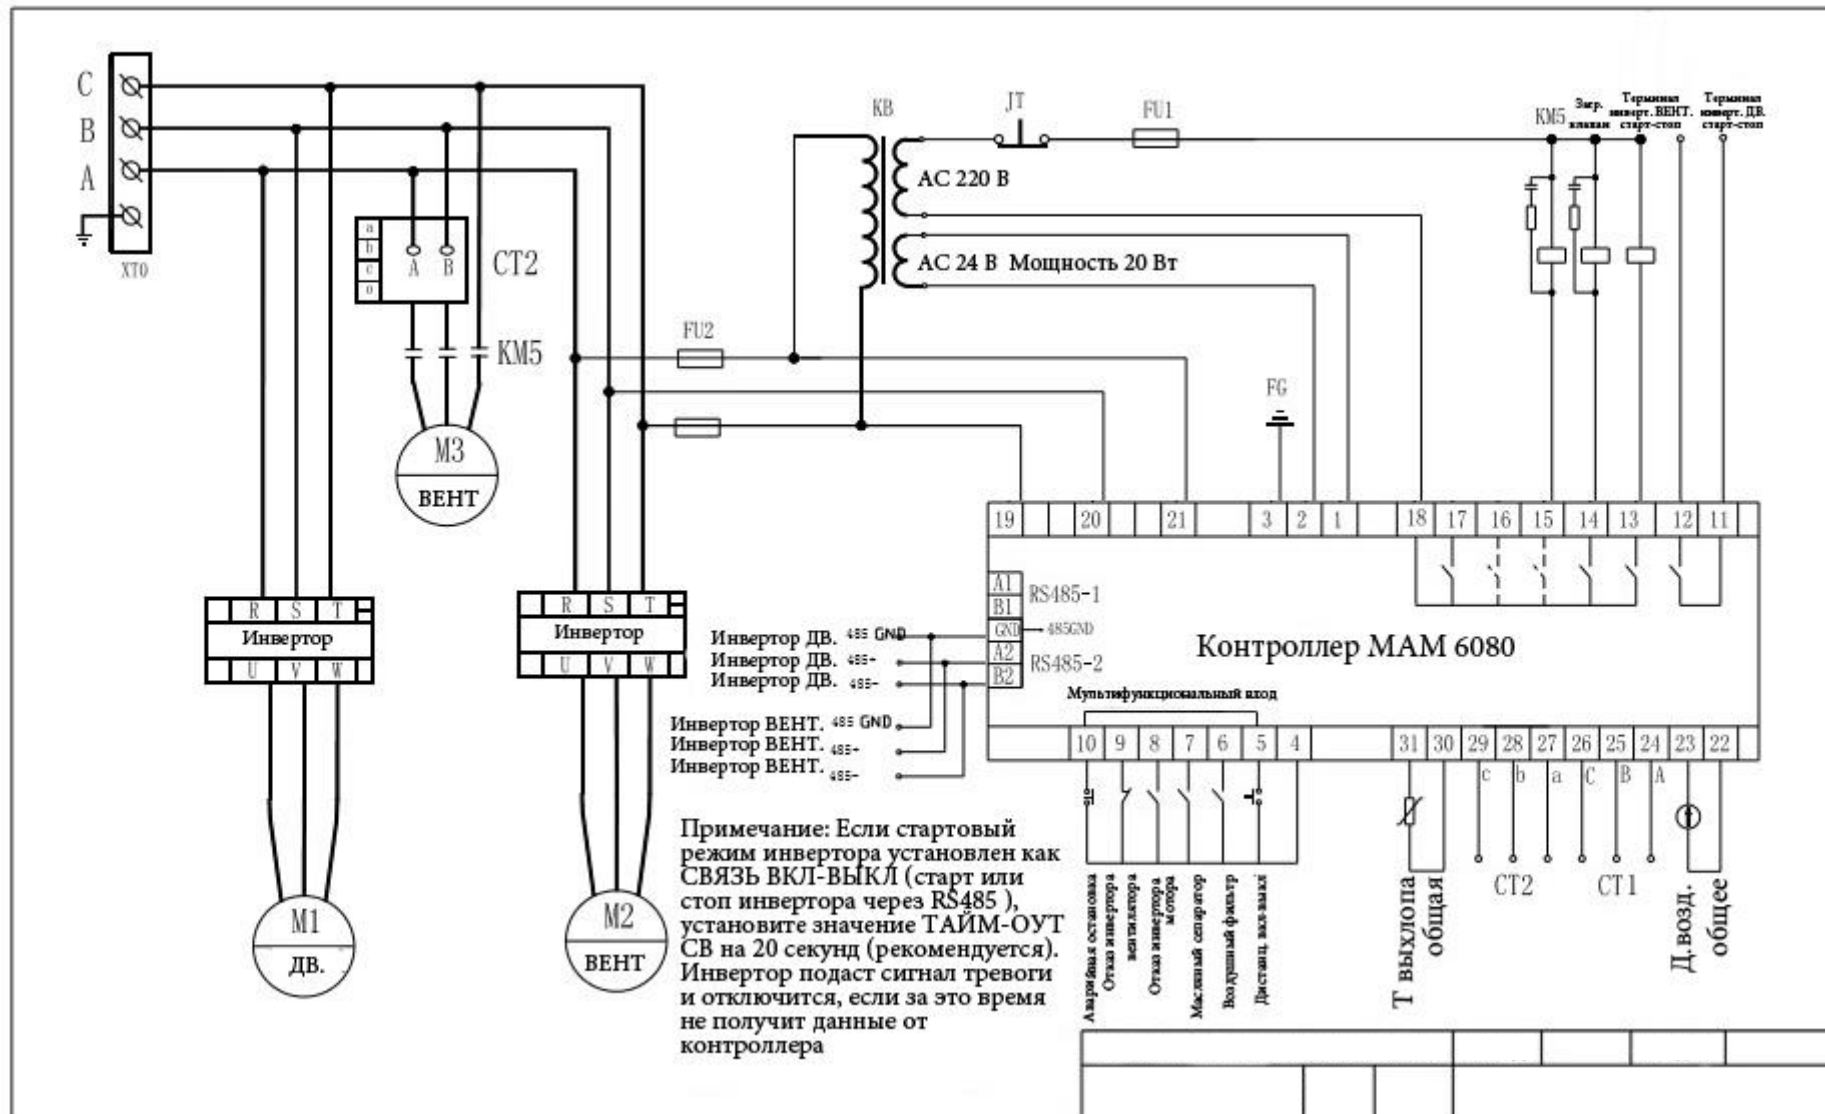 C
B
A
XT0
a
b
c
o
A
B
CT2
KM5
M3
ВЕНТ
R
S
T
Инвертор
U
V
W
M1
ДВ.
R
S
T
Инвертор
U
V
W
M2
ВЕНТ
FU2
KB
JT
FU1
AC 220 В
AC 24 В Мощность 20 Вт
KM5
Загр.
клапан
Терминал
инверт. ВЕНТ.
старт-стоп
Терминал
инверт. ДВ.
старт-стоп
FG
19
20
21
3
2
1
18
17
16
15
14
13
12
11
A1
B1
GND
A2
B2
RS485-1
485GND
RS485-2
Контроллер МАМ 6080
Мультифункциональный вход
Инвертор ДВ. 485 GND
Инвертор ДВ. 485+
Инвертор ДВ. 485-
Инвертор ВЕНТ. 485 GND
Инвертор ВЕНТ. 485+
Инвертор ВЕНТ. 485-
10
9
8
7
6
5
4
31
30
29
28
27
26
25
24
23
22
c
b
a
C
B
A
CT2
CT1
Аварийная остановка
Отказ инвертора
вентилятора
Отказ инвертора
мотора
Масляный сепаратор
Воздушный фильтр
Дистанц. вкл-выкл
Т выхлопа
общая
Д.возд.
общее
Примечание: Если стартовый
режим инвертора установлен как
СВЯЗЬ ВКЛ-ВЫКЛ (старт или
стоп инвертора через RS485 ),
установите значение ТАЙМ-ОУТ
СВ на 20 секунд (рекомендуется).
Инвертор подаст сигнал тревоги
и отключится, если за это время
не получит данные от
контроллера